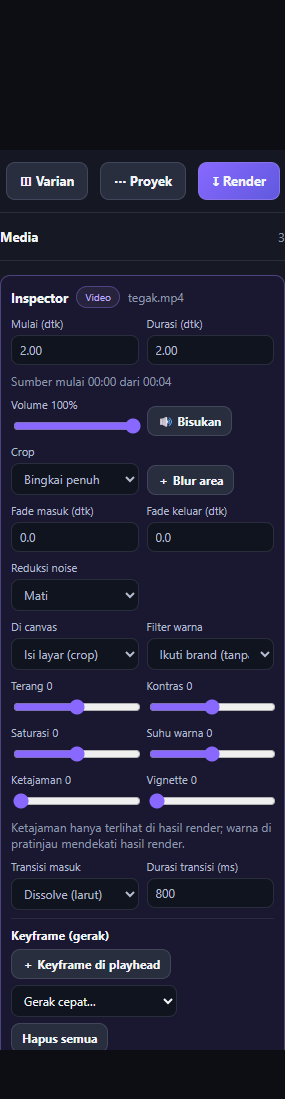 Varian
Proyek
Render
Media
3
Inspector Video tegak.mp4
Mulai (dtk) Durasi (dtk)
2.00 2.00
Sumber mulai 00:00 dari 00:04
Volume 100%
Bisukan
Crop
Bingkai penuh
+ Blur area
Fade masuk (dtk) Fade keluar (dtk)
0.0 0.0
Reduksi noise
Mati
Di canvas Filter warna
Isi layar (crop) Ikuti brand (tanpa
Terang 0 Kontras 0
Saturasi 0 Suhu warna 0
Ketajaman 0 Vignette 0
Ketajaman hanya terlihat di hasil render; warna di
pratinjau mendekati hasil render.
Transisi masuk Durasi transisi (ms)
Dissolve (larut) 800
Keyframe (gerak)
+ Keyframe di playhead
Gerak cepat...
Hapus semua